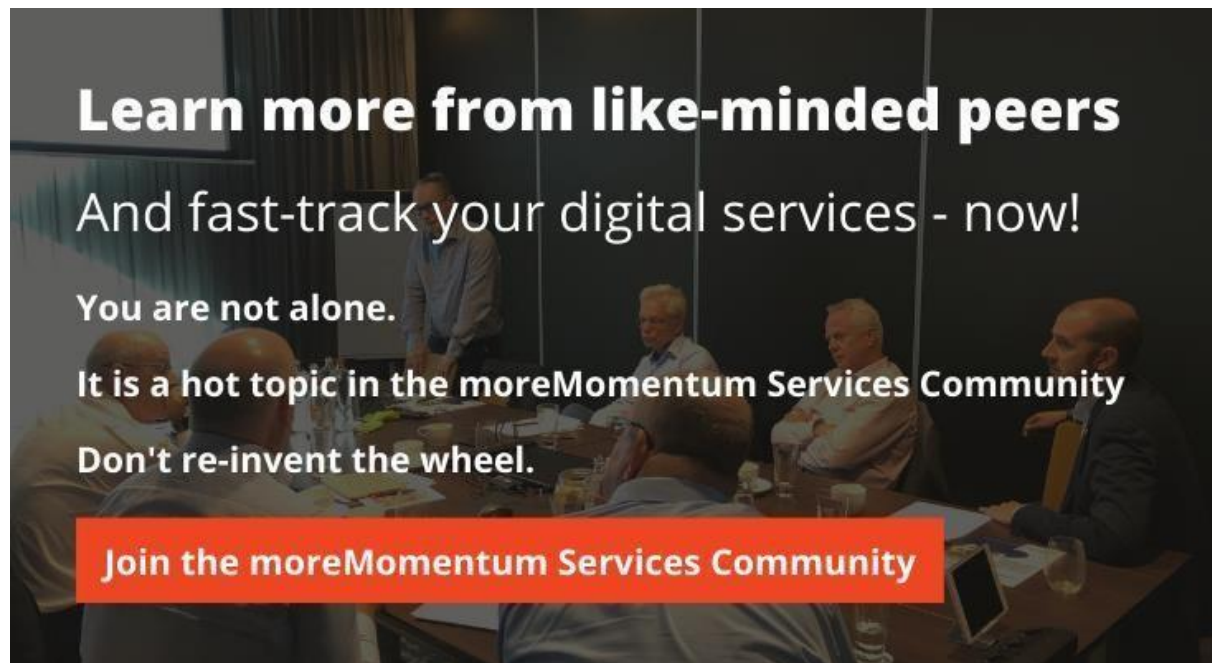 Learn more from like-minded peers
And fast-track your digital services - now!
You are not alone.
It is a hot topic in the moreMomentum Services Community
Don't re-invent the wheel.
Join the moreMomentum Services Community